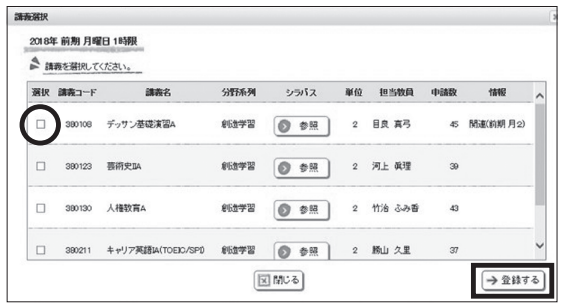 講義選択
2018年 前期 月曜日 1時限
講義を選択してください。
選択 講義コード 講義名 分野系列 シラバス 単位 担当教員 申請数 情報
380108 デッサン基礎演習A 創造学習 参照 2 目良 真弓 45 関連(前期 月2)
380123 芸術史IIA 創造学習 参照 2 河上 眞理 39
380130 人権教育A 創造学習 参照 2 竹治 ふみ香 43
380211 キャリア英語IA(TOEIC/SPI) 創造学習 参照 2 勝山 久里 37
閉じる
登録する